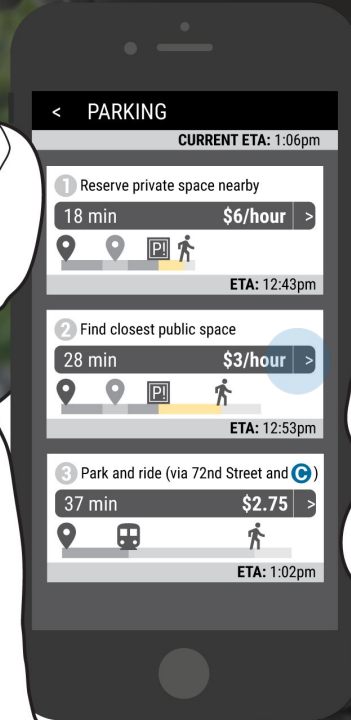 < PARKING
CURRENT ETA: 1:06pm
1 Reserve private space nearby
18 min $6/hour >
P!
ETA: 12:43pm
2 Find closest public space
28 min $3/hour >
P!
ETA: 12:53pm
3 Park and ride (via 72nd Street and C)
37 min $2.75 >
ETA: 1:02pm